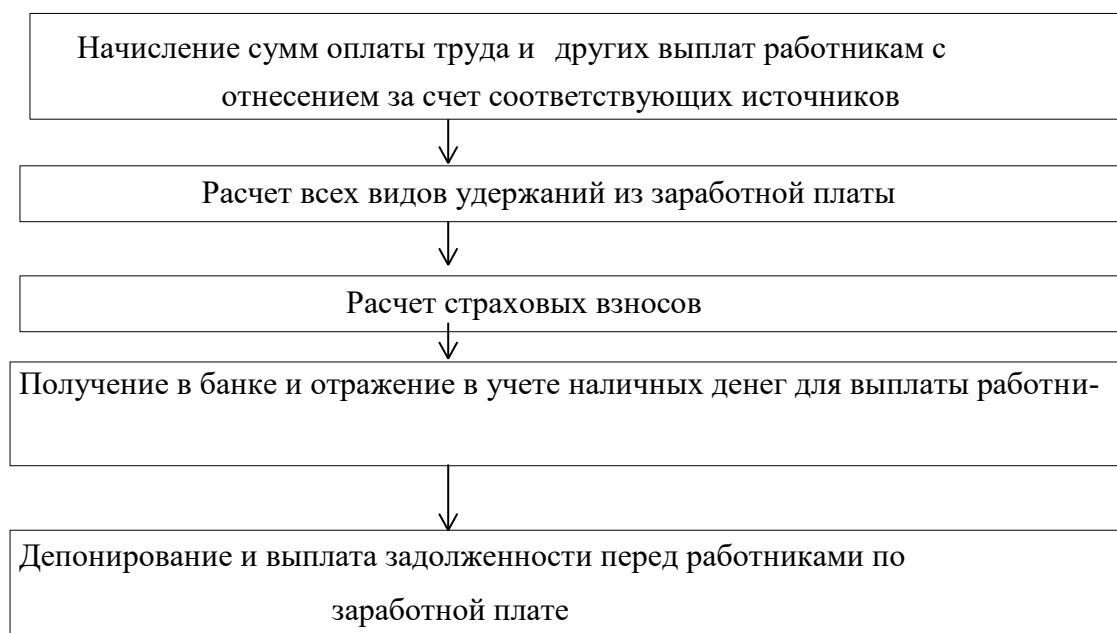 Начисление сумм оплаты труда и других выплат работникам с
отнесением за счет соответствующих источников
Расчет всех видов удержаний из заработной платы
Расчет страховых взносов
Получение в банке и отражение в учете наличных денег для выплаты работни-
Депонирование и выплата задолженности перед работниками по
заработной плате